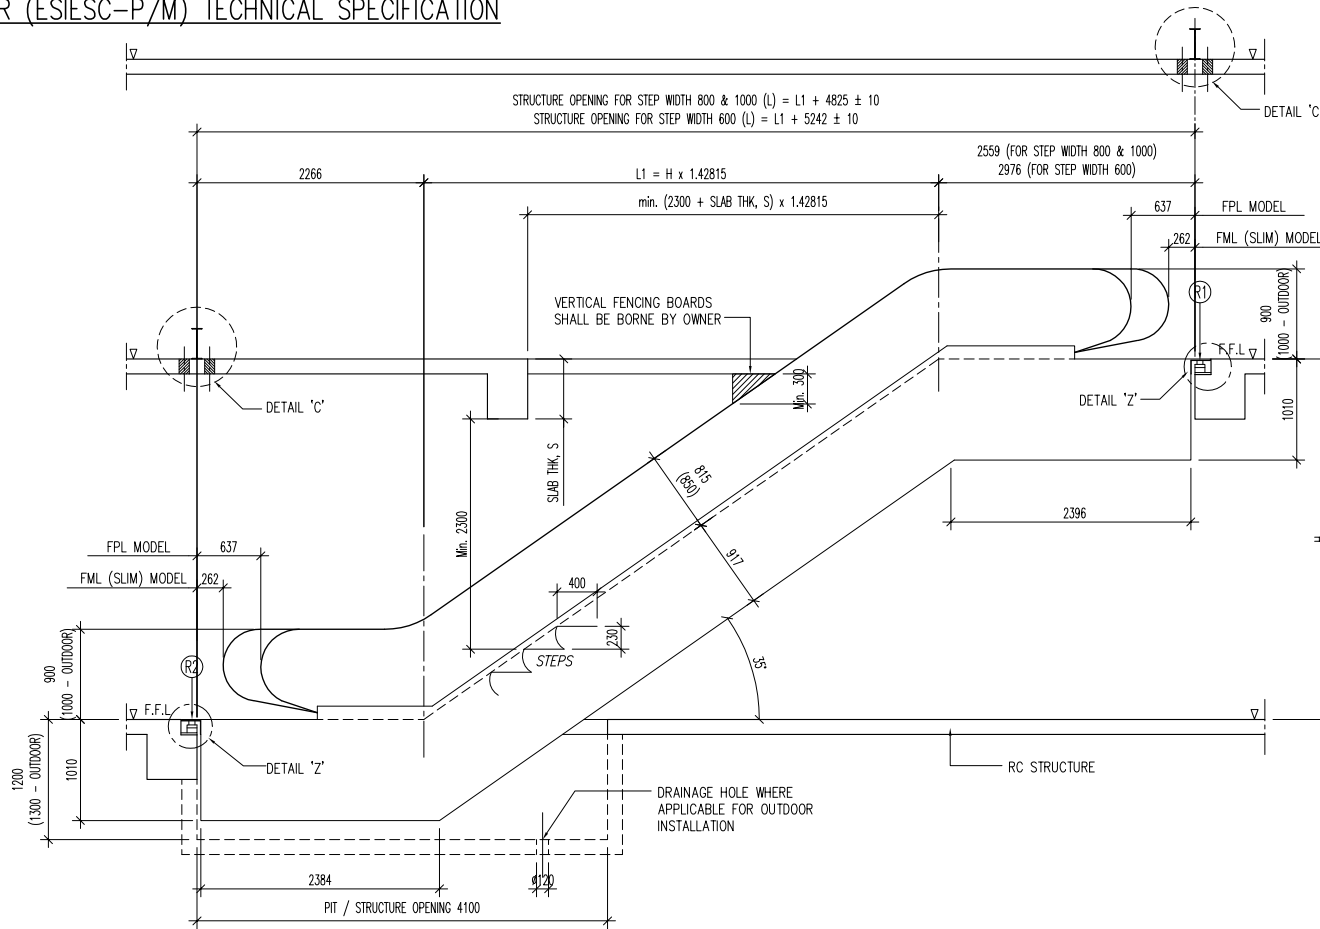 R (ESIESC-P/M) TECHNICAL SPECIFICATION
STRUCTURE OPENING FOR STEP WIDTH 800 & 1000 (L) = L1 + 4825 ± 10
STRUCTURE OPENING FOR STEP WIDTH 600 (L) = L1 + 5242 ± 10
DETAIL 'C
2266
L1 = H x 1.42815
2559 (FOR STEP WIDTH 800 & 1000)
2976 (FOR STEP WIDTH 600)
min. (2300 + SLAB THK, S) x 1.42815
637
FPL MODEL
262
FML (SLIM) MODEL
R1
900
(1000 - OUTDOOR)
VERTICAL FENCING BOARDS
SHALL BE BORNE BY OWNER
F.F.L
Min. 300
DETAIL 'C'
DETAIL 'Z'
1010
SLAB THK, S
815
(850)
2396
Min. 2300
917
FPL MODEL
637
FML (SLIM) MODEL
262
400
230
STEPS
35°
900
(1000 - OUTDOOR)
R2
F.F.L
DETAIL 'Z'
RC STRUCTURE
1200
(1300 - OUTDOOR)
1010
DRAINAGE HOLE WHERE
APPLICABLE FOR OUTDOOR
INSTALLATION
2384
Ø120
PIT / STRUCTURE OPENING 4100